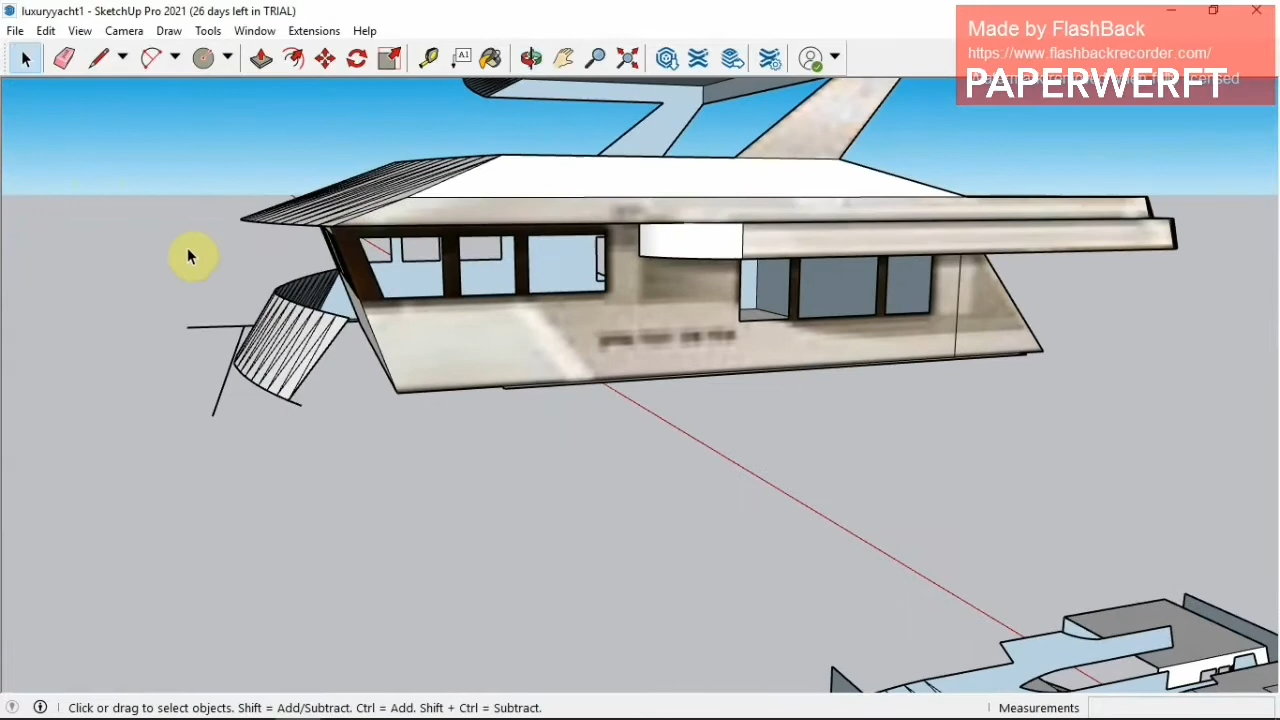 luxuryyacht1 - SketchUp Pro 2021 (26 days left in TRIAL)
File Edit View Camera Draw Tools Window Extensions Help
Made by FlashBack
https://www.flashbackrecorder.com/
PAPERWERFT
Click or drag to select objects. Shift = Add/Subtract. Ctrl = Add. Shift + Ctrl = Subtract.
Measurements